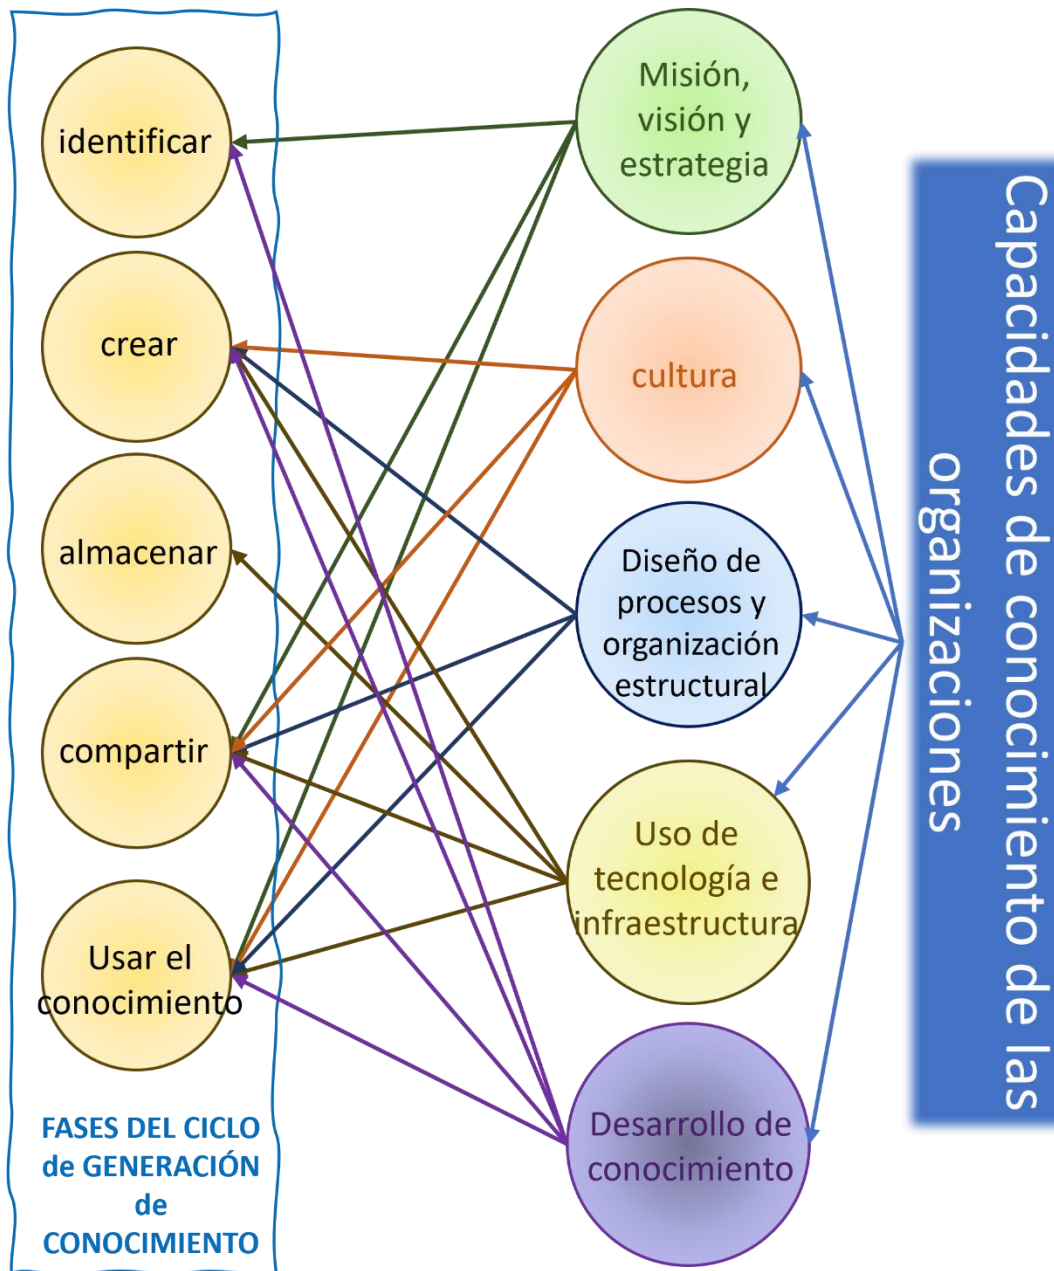 identificar
crear
almacenar
compartir
Usar el
conocimiento
FASES DEL CICLO
de GENERACIÓN
de
CONOCIMIENTO
Misión,
visión y
estrategia
cultura
Diseño de
procesos y
organización
estructural
Uso de
tecnología e
infraestructura
Desarrollo de
conocimiento
Capacidades de conocimiento de las
organizaciones